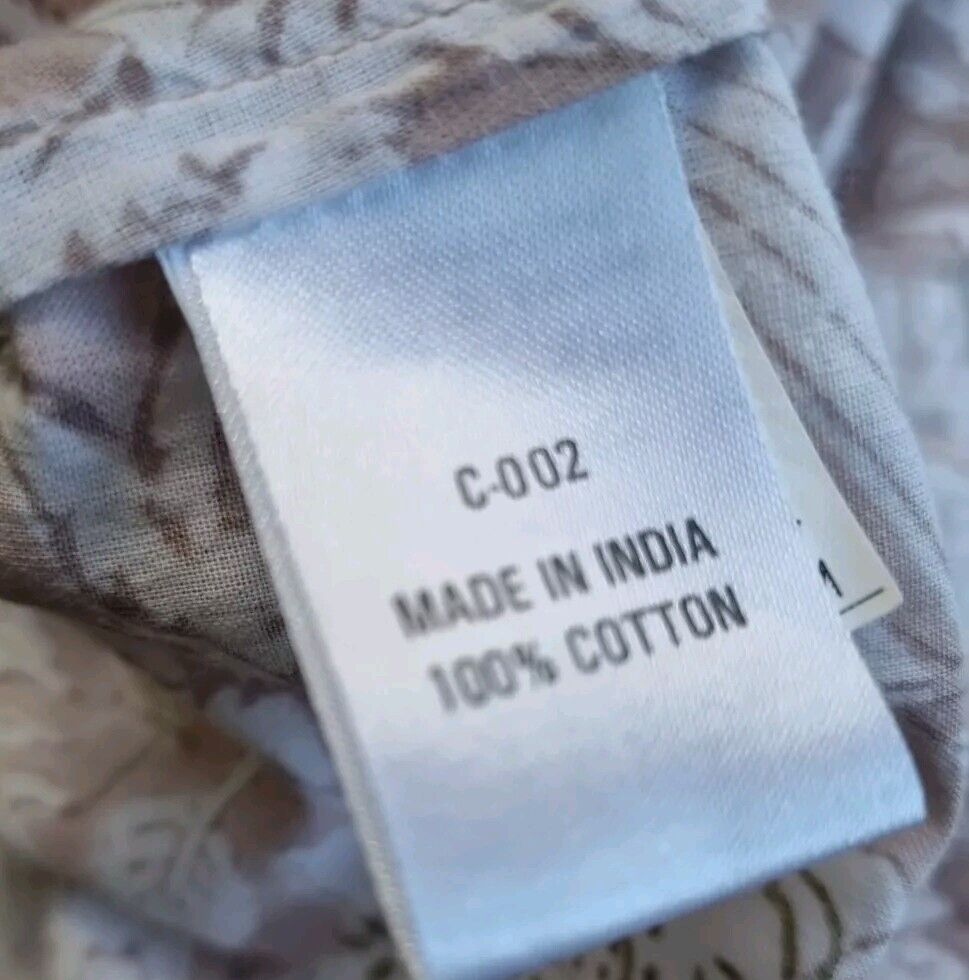 C-002
MADE IN INDIA
100% COTTON